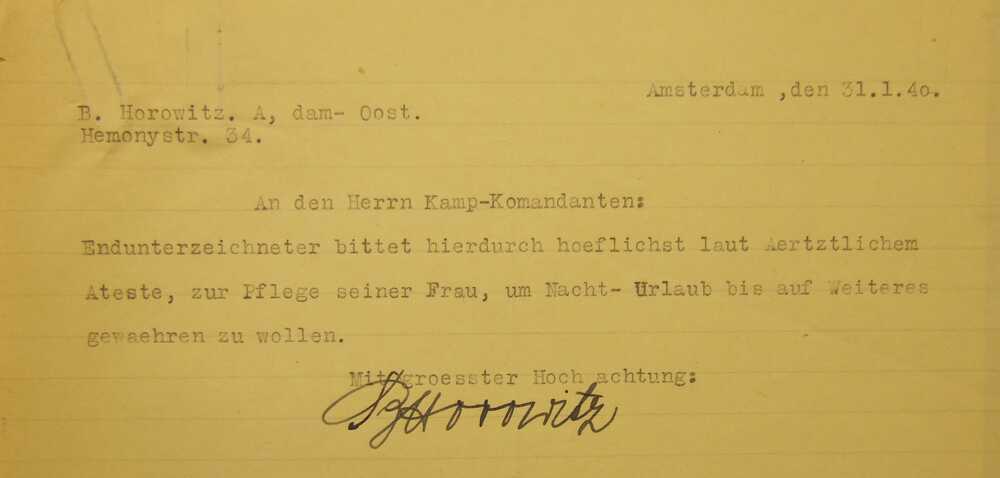 Amsterdam ,den 31.1.40.
B. Horowitz. A, dam- Oost.
Hemonystr. 34.
An den Herrn Kamp-Komandanten:
Endunterzeichneter bittet hierdurch hoeflichst laut Aertztlichem
Ateste, zur Pflege seiner Frau, um Nacht- Urlaub bis auf Weiteres
gewaehren zu wollen.
Mit groesster Hoch achtung:
B Horowitz